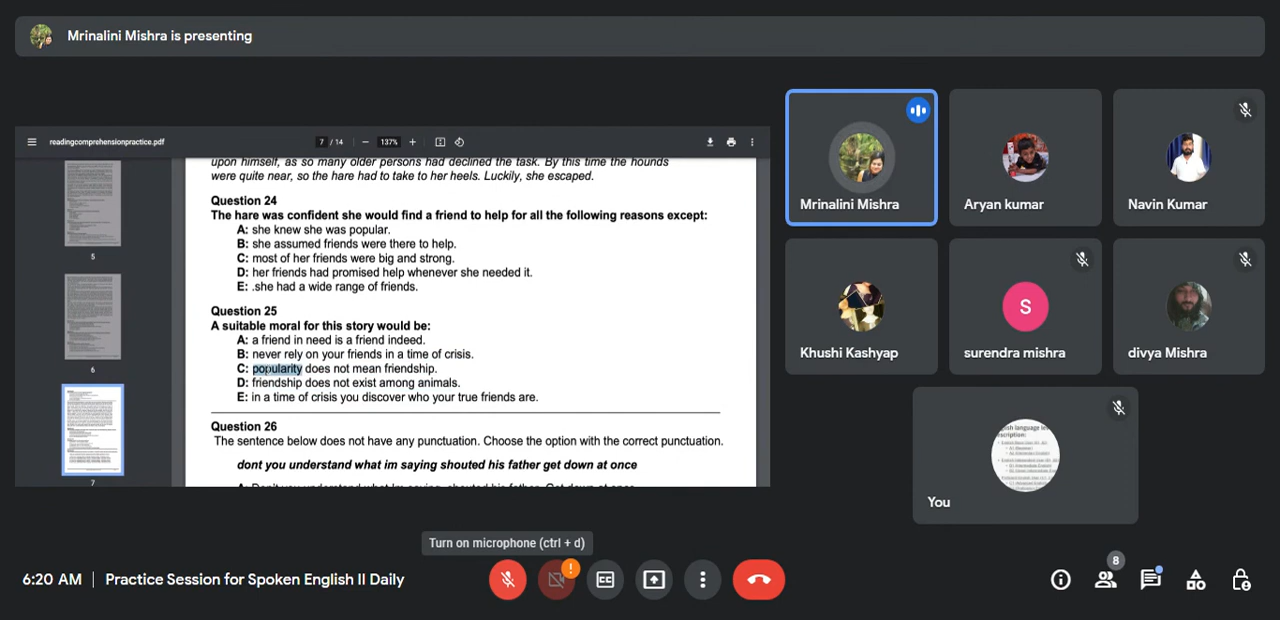 Mrinalini Mishra is presenting
readingcomprehensionpractice.pdf
7 / 14
137%
upon himself, as so many older persons had declined the task. By this time the hounds
were quite near, so the hare had to take to her heels. Luckily, she escaped.
Question 24
The hare was confident she would find a friend to help for all the following reasons except:
A: she knew she was popular.
B: she assumed friends were there to help.
C: most of her friends were big and strong.
D: her friends had promised help whenever she needed it.
E: .she had a wide range of friends.
Question 25
A suitable moral for this story would be:
A: a friend in need is a friend indeed.
B: never rely on your friends in a time of crisis.
C: popularity does not mean friendship.
D: friendship does not exist among animals.
E: in a time of crisis you discover who your true friends are.
Question 26
The sentence below does not have any punctuation. Choose the option with the correct punctuation.
dont you understand what im saying shouted his father get down at once
5
6
7
Mrinalini Mishra
Aryan kumar
Navin Kumar
Khushi Kashyap
S
surendra mishra
divya Mishra
You
Turn on microphone (ctrl + d)
6:20 AM | Practice Session for Spoken English II Daily
CC
8